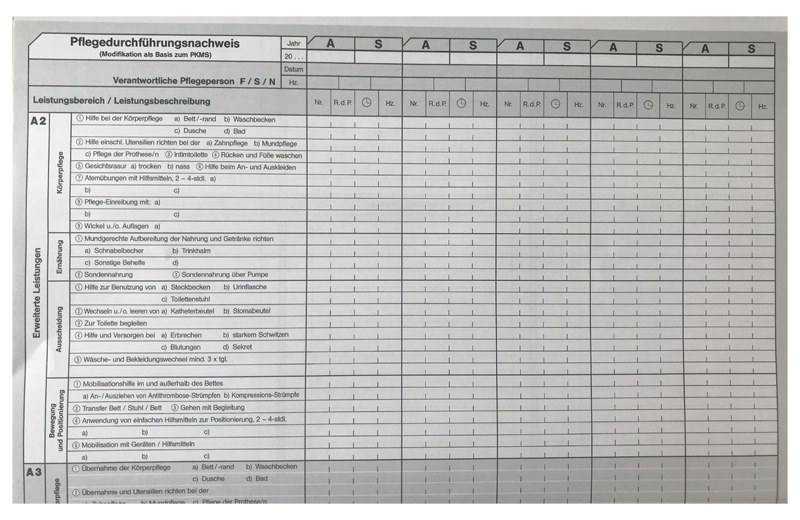 Pflegedurchführungsnachweis
(Modifikation als Basis zum PKMS)
Jahr
20 . . .
A S A S A S A S A S
Datum
Verantwortliche Pflegeperson F / S / N
Hz.
Leistungsbereich / Leistungsbeschreibung
Nr. R.d.P. Hz. Nr. R.d.P. Hz. Nr. R.d.P. Hz. Nr. R.d.P. Hz. Nr. R.d.P. Hz.
A2
Erweiterte Leistungen
Körperpflege
① Hilfe bei der Körperpflege a) Bett/-rand b) Waschbecken
c) Dusche d) Bad
② Hilfe einschl. Utensilien richten bei der a) Zahnpflege b) Mundpflege
c) Pflege der Prothese/n ③ Intimtoilette ④ Rücken und Füße waschen
⑤ Gesichtsrasur a) trocken b) nass ⑥ Hilfe beim An- und Auskleiden
⑦ Atemübungen mit Hilfsmitteln, 2 – 4-stdl. a)
b) c)
⑧ Pflege-Einreibung mit: a)
b) c)
⑨ Wickel u./o. Auflagen a)
Ernährung
① Mundgerechte Aufbereitung der Nahrung und Getränke richten
a) Schnabelbecher b) Trinkhalm
c) Sonstige Behelfe d)
② Sondennahrung ③ Sondennahrung über Pumpe
Ausscheidung
① Hilfe zur Benutzung von a) Steckbecken b) Urinflasche
c) Toilettenstuhl
② Wechseln u./o. leeren von a) Katheterbeutel b) Stomabeutel
③ Zur Toilette begleiten
④ Hilfe und Versorgen bei a) Erbrechen b) starkem Schwitzen
c) Blutungen d) Sekret
⑤ Wäsche- und Bekleidungswechsel mind. 3 x tgl.
Bewegung
und Positionierung
① Mobilisationshilfe im und außerhalb des Bettes
a) An-/Ausziehen von Antithrombose-Strümpfen b) Kompressions-Strümpfe
② Transfer Bett / Stuhl / Bett ③ Gehen mit Begleitung
④ Anwendung von einfachen Hilfsmitteln zur Positionierung, 2 – 4-stdl.
a) b) c)
⑤ Mobilisation mit Geräten / Hilfsmitteln
a) b) c)
A3
① Übernahme der Körperpflege a) Bett/-rand b) Waschbecken
c) Dusche d) Bad
② Übernahme und Utensilien richten bei der
a) Zahnpflege b) Mundpflege c) Pflege der Prothese/n